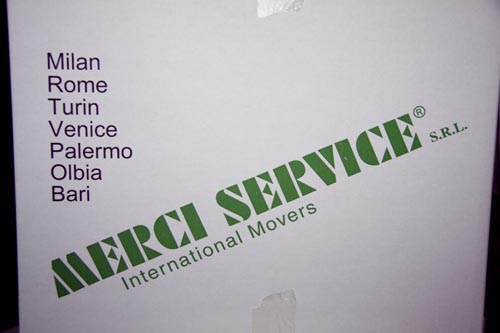 Milan
Rome
Turin
Venice
Palermo
Olbia
Bari
MERCI SERVICE® S.R.L.
International Movers